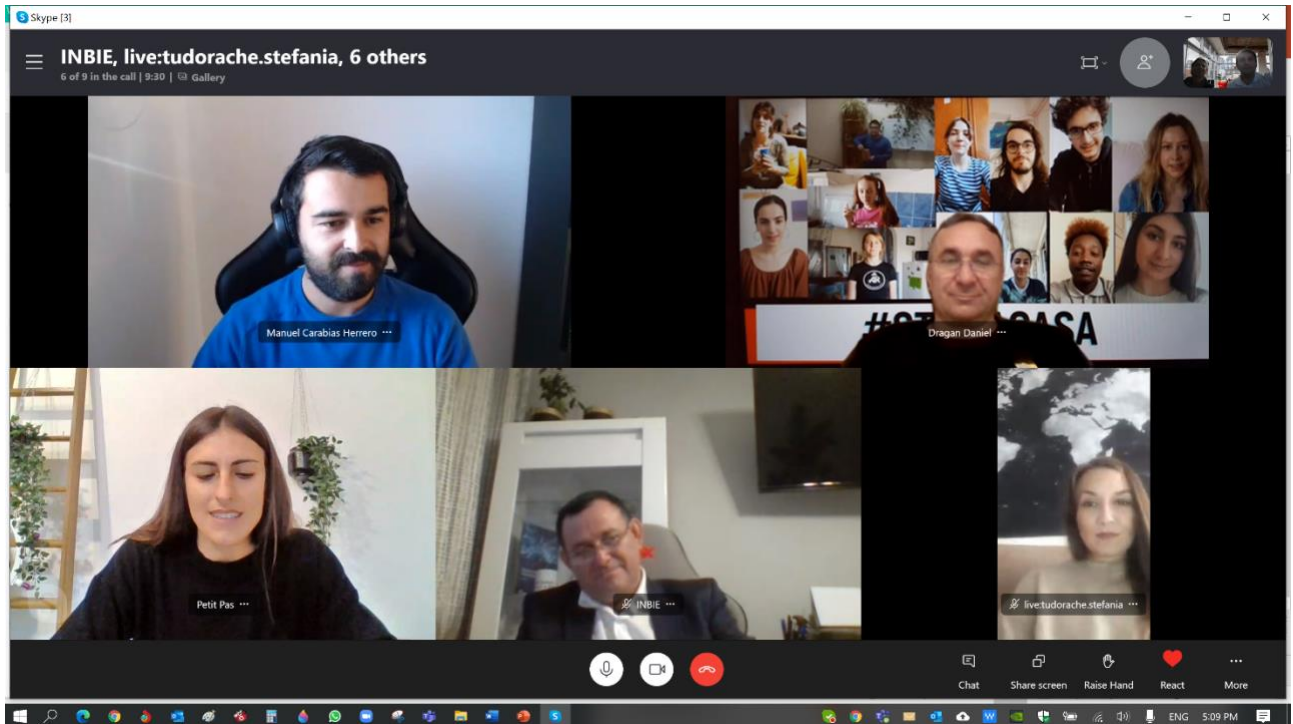 Skype [3]
INBIE, live:tudorache.stefania, 6 others
6 of 9 in the call | 9:30 | Gallery
Manuel Carabias Herrero ···
Dragan Daniel ···
Petit Pas ···
INBIE ···
live:tudorache.stefania ···
Chat
Share screen
Raise Hand
React
More
ENG
5:09 PM